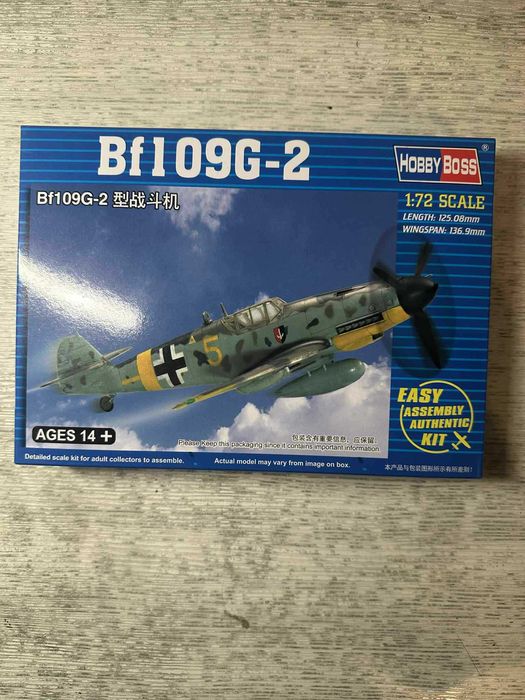 Bf109G-2
HOBBY BOSS
®
Bf109G-2 型战斗机
1:72 SCALE
LENGTH: 125.08mm
WINGSPAN: 136.9mm
5
EASY
ASSEMBLY
AUTHENTIC
KIT
AGES 14 +
包装含有重要信息，应保留。
Please Keep this packaging since it contains important information
Detailed scale kit for adult collectors to assemble.
Actual model may vary from image on box.
本产品与包装图形所示有所差别！